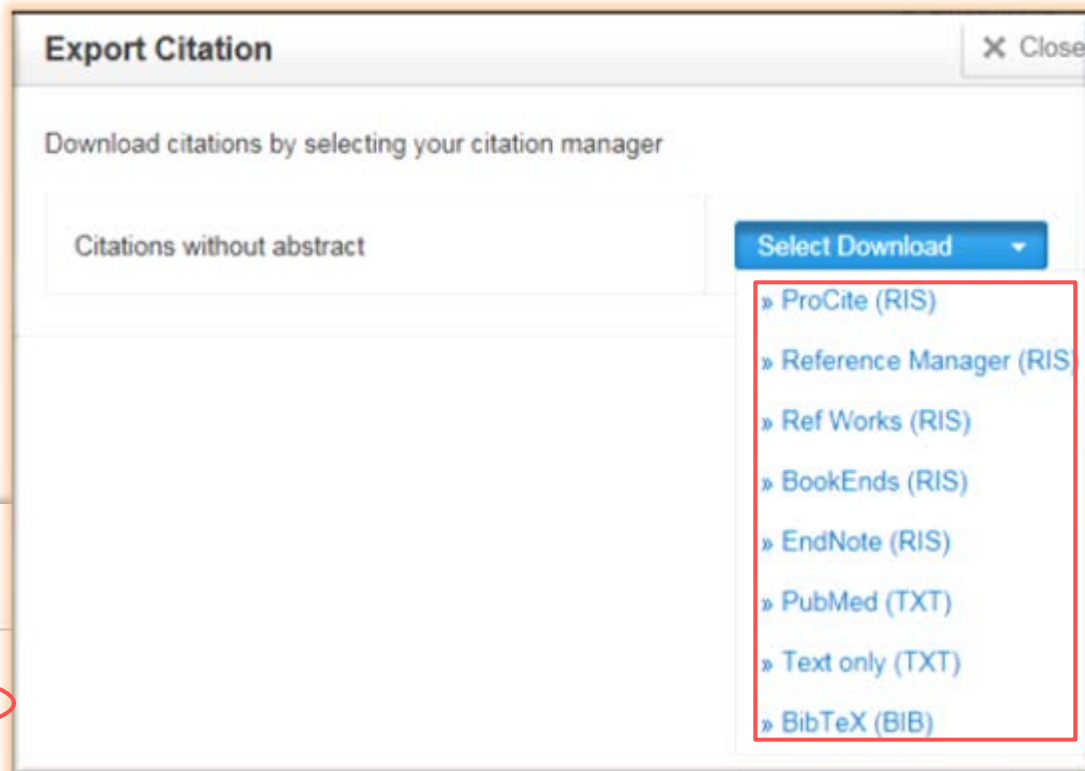 Export Citation
✕ Close
Download citations by selecting your citation manager
Citations without abstract
Select Download
» ProCite (RIS)
» Reference Manager (RIS)
» Ref Works (RIS)
» BookEnds (RIS)
» EndNote (RIS)
» PubMed (TXT)
» Text only (TXT)
» BibTeX (BIB)